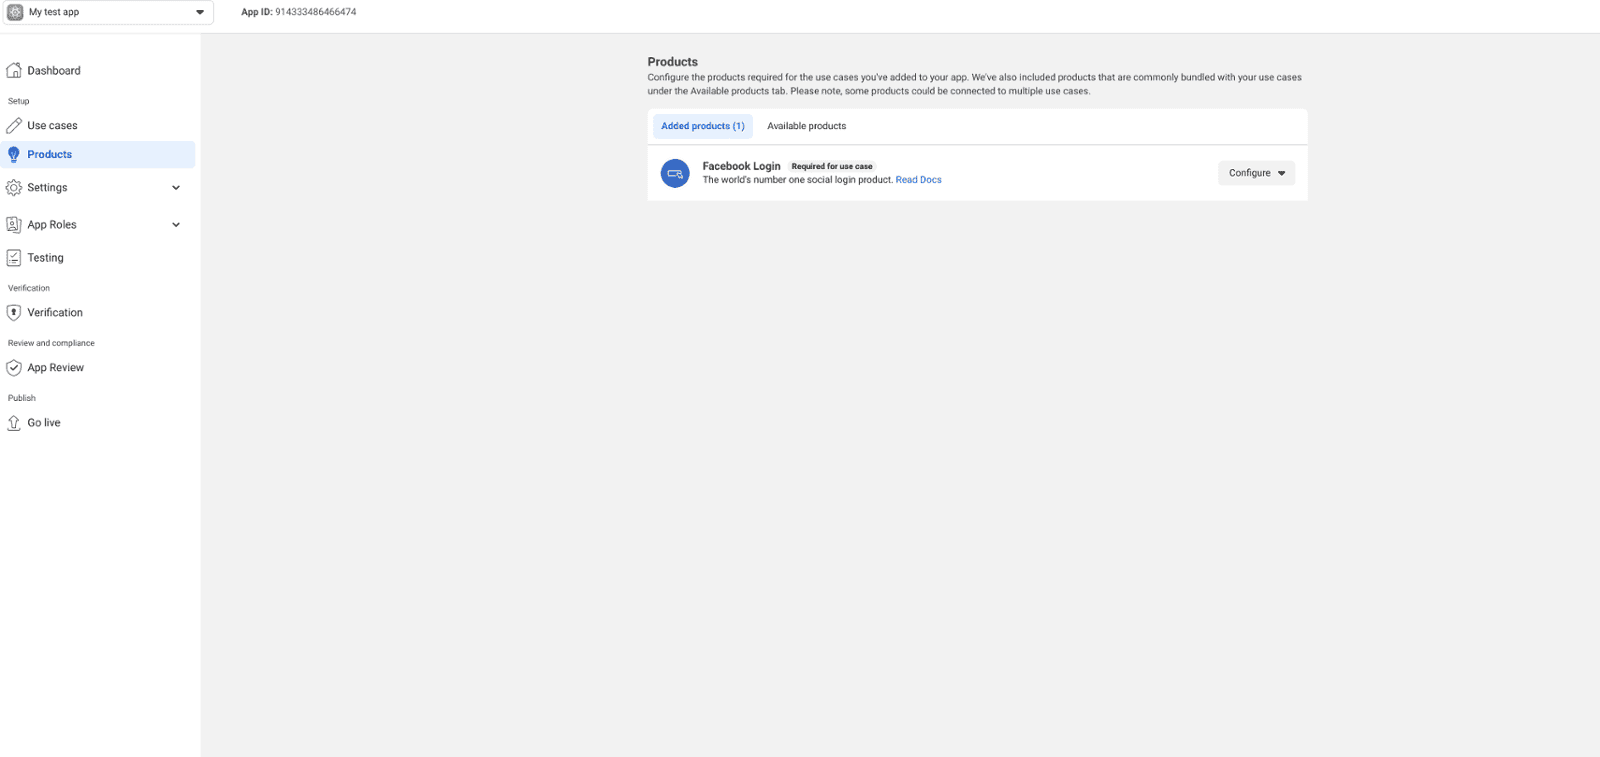 My test app
App ID: 914333486466474
Dashboard
Setup
Use cases
Products
Settings
App Roles
Testing
Verification
Verification
Review and compliance
App Review
Publish
Go live
Products
Configure the products required for the use cases you've added to your app. We've also included products that are commonly bundled with your use cases
under the Available products tab. Please note, some products could be connected to multiple use cases.
Added products (1) Available products
Facebook Login Required for use case
The world's number one social login product. Read Docs
Configure